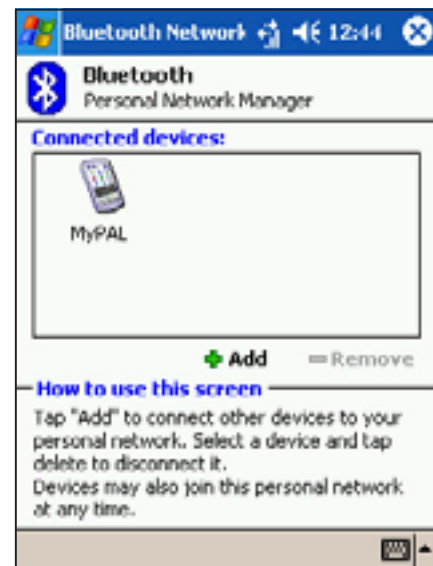 Bluetooth Network 12:44
Bluetooth
Personal Network Manager
Connected devices:
MyPAL
Add Remove
How to use this screen
Tap "Add" to connect other devices to your
personal network. Select a device and tap
delete to disconnect it.
Devices may also join this personal network
at any time.